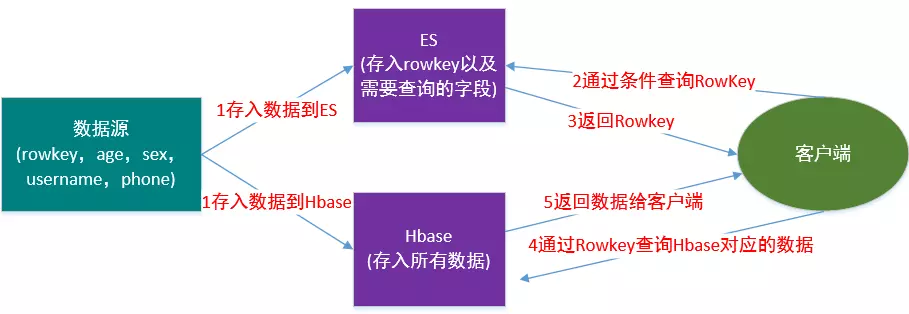 ES
(存入rowkey以及
需要查询的字段)
2通过条件查询RowKey
1存入数据到ES
3返回Rowkey
数据源
(rowkey，age，sex，
username，phone)
客户端
1存入数据到Hbase
5返回数据给客户端
Hbase
(存入所有数据)
4通过Rowkey查询Hbase对应的数据